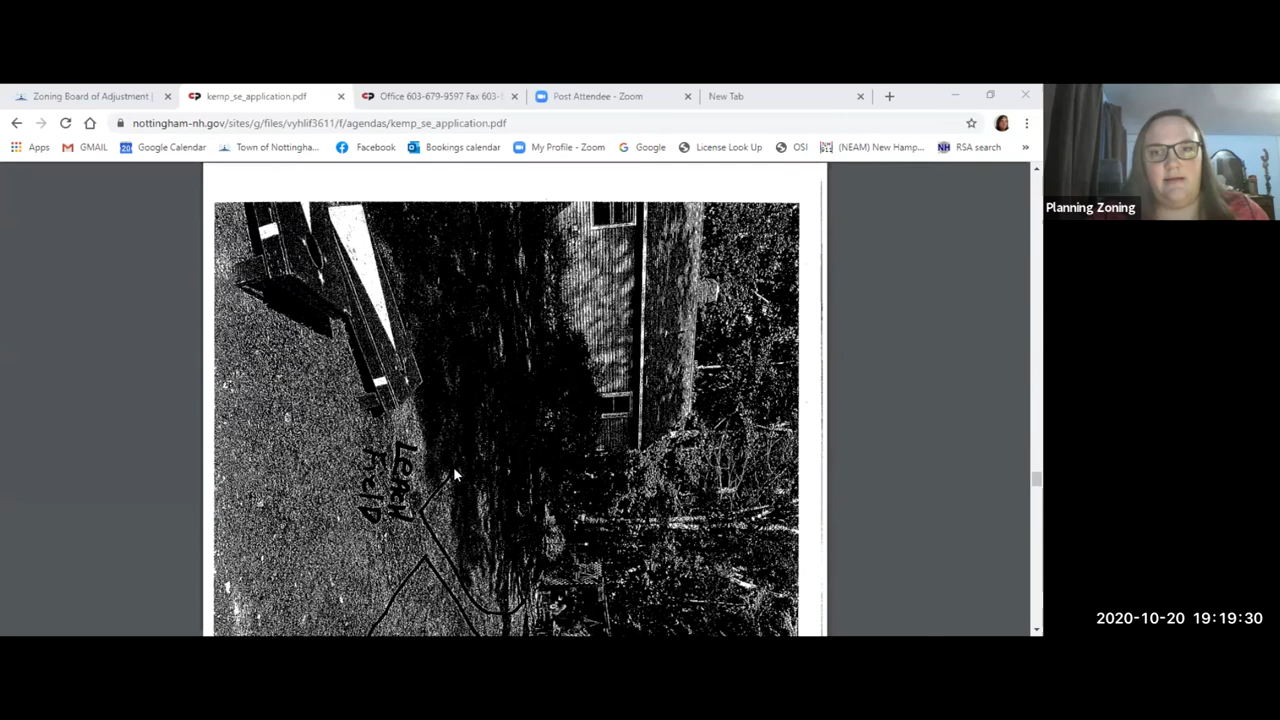 Zoning Board of Adjustment |
kemp_se_application.pdf
Office 603-679-9597 Fax 603-
Post Attendee - Zoom
New Tab
nottingham-nh.gov/sites/g/files/vyhlif3611/f/agendas/kemp_se_application.pdf
Apps
GMAIL
Google Calendar
Town of Nottingha...
Facebook
Bookings calendar
My Profile - Zoom
Google
License Look Up
OSI
(NEAM) New Hamp...
NH
RSA search
Planning Zoning
LEACH
FIELD
2020-10-20 19:19:30